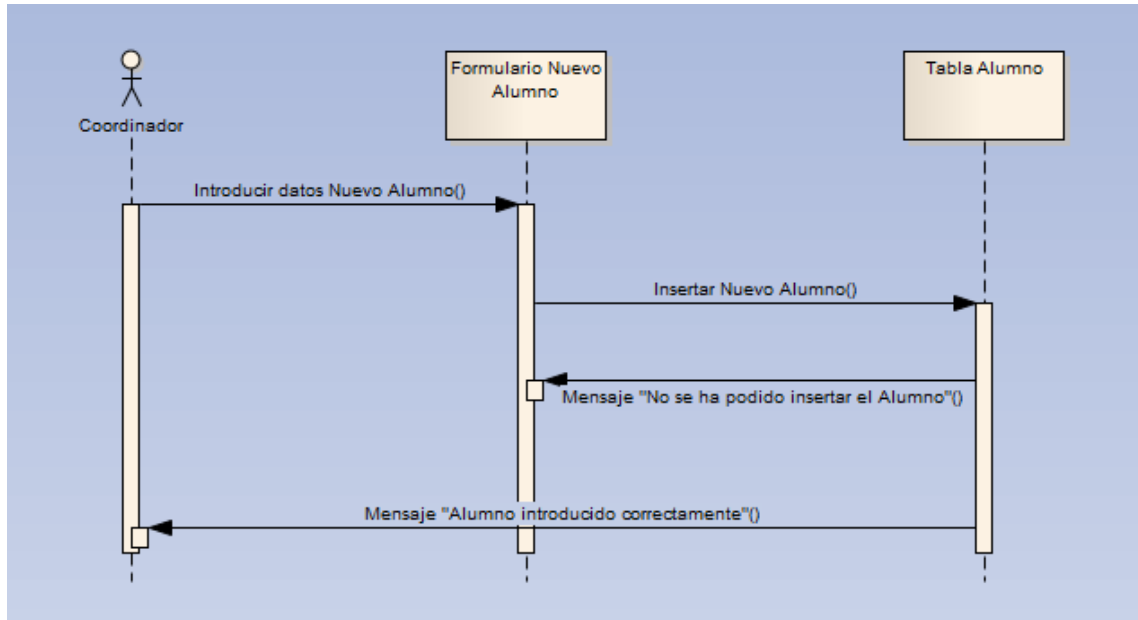 Formulario Nuevo
Alumno
Tabla Alumno
Coordinador
Introducir datos Nuevo Alumno()
Insertar Nuevo Alumno()
Mensaje "No se ha podido insertar el Alumno"()
Mensaje "Alumno introducido correctamente"()